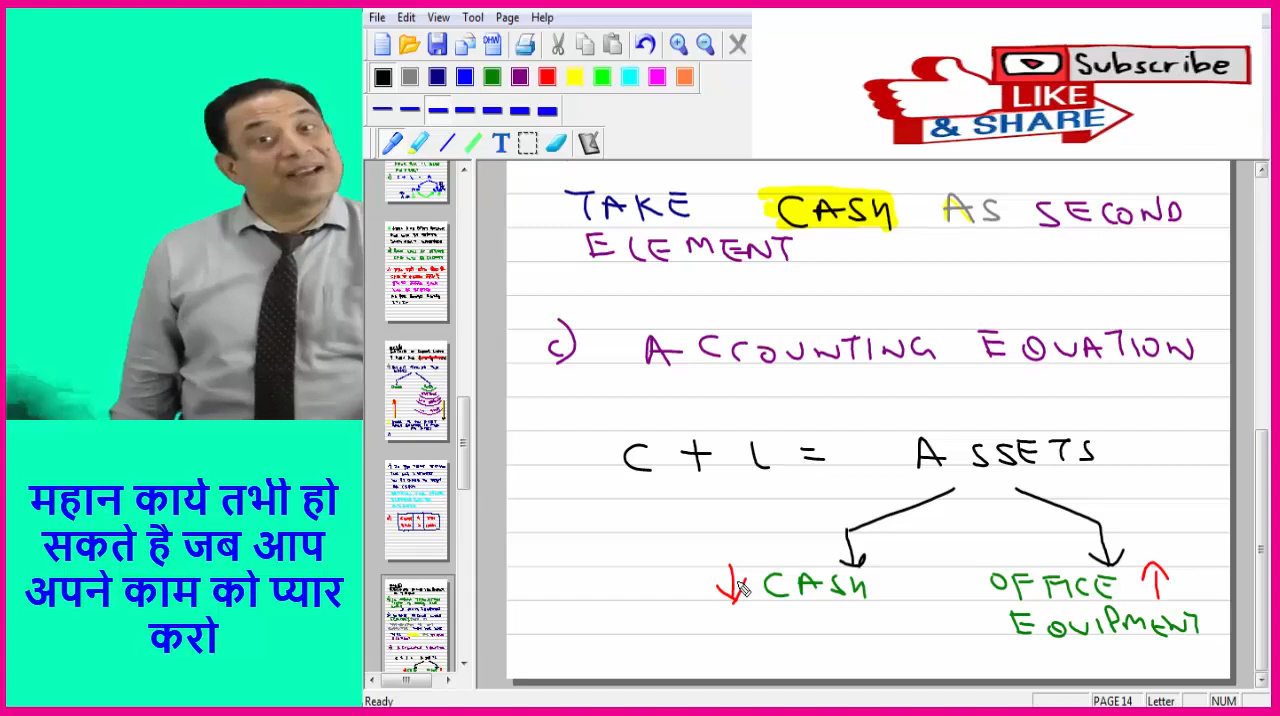 File Edit View Tool Page Help
Subscribe
LIKE
& SHARE
DHW
T
TAKE CASH AS SECOND
ELEMENT
c) ACCOUNTING EQUATION
C + L = ASSETS
CASH OFFICE
EQUIPMENT
महान कार्य तभी हो
सकते है जब आप
अपने काम को प्यार
करो
Ready PAGE 14 Letter NUM